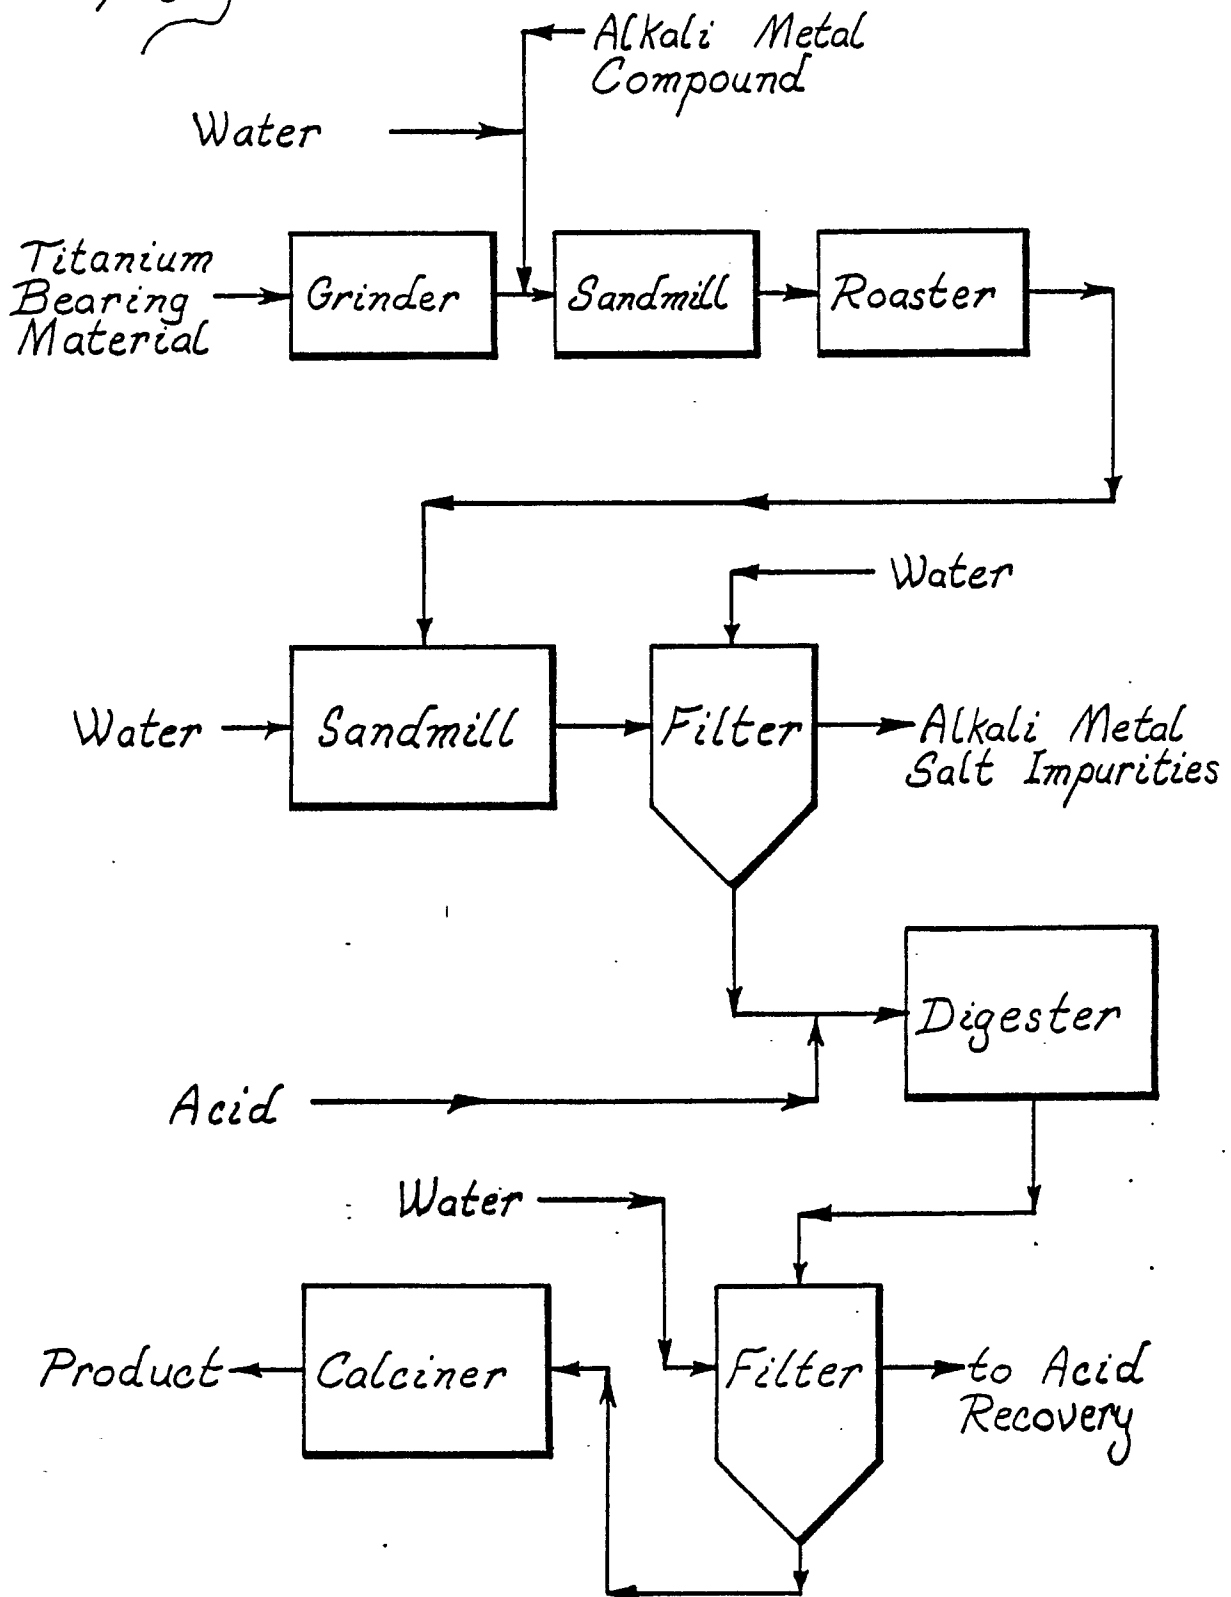 Alkali Metal
Compound
Water
Titanium
Bearing
Material
Grinder
Sandmill
Roaster
Water
Water
Sandmill
Filter
Alkali Metal
Salt Impurities
Digester
Acid
Water
Product
Calciner
Filter
to Acid
Recovery